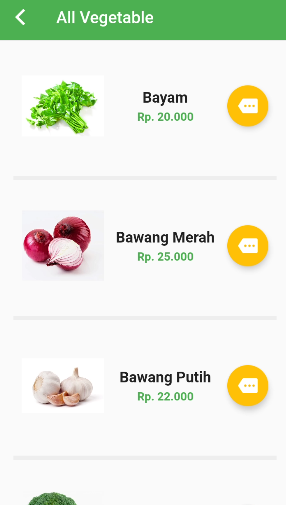 All Vegetable
Bayam
Rp. 20.000
Bawang Merah
Rp. 25.000
Bawang Putih
Rp. 22.000